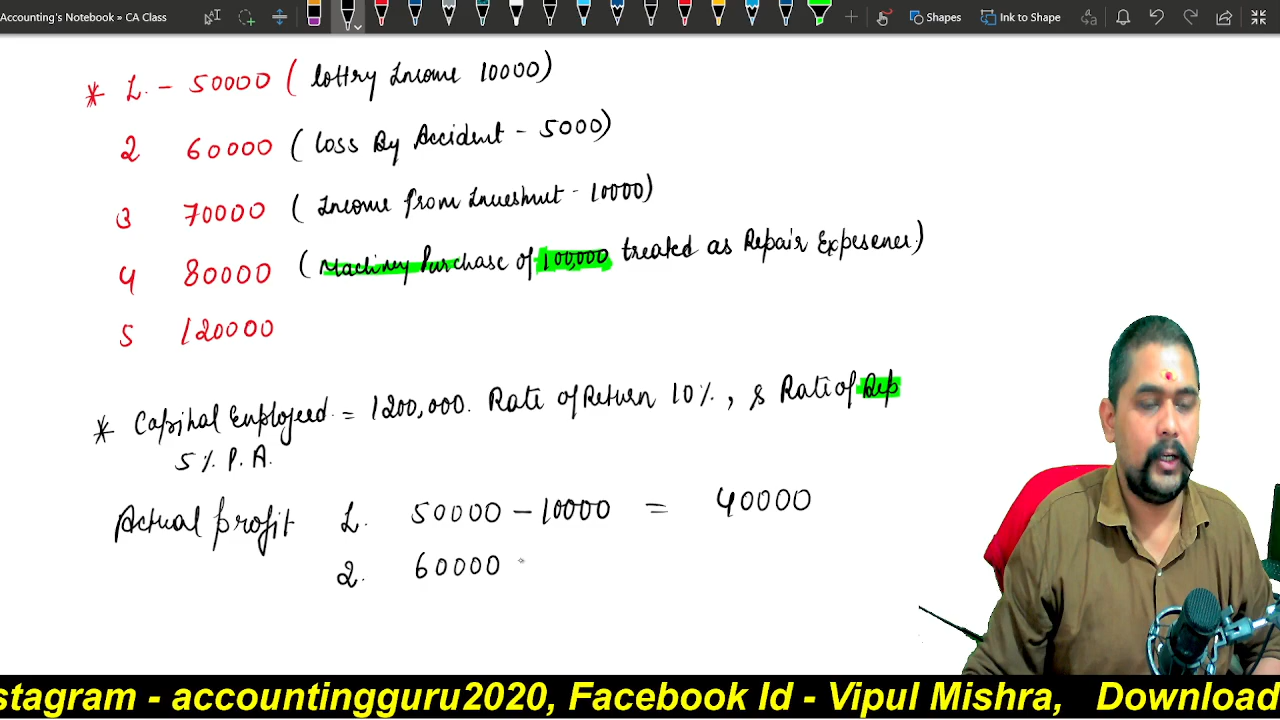 Accounting's Notebook » CA Class
Shapes
Ink to Shape
* 1. - 50000 ( lottry Income 10000)
2 60000 ( loss By Accident - 5000)
3 70000 ( Income from - 10000)
4 80000 ( Machinery Purchase of 100,000 treated as Repair )
5 120000
* Capital Employeed = 1200,000. Rate of Return 10%, & Rate of Dep
5% P.A.
Actual profit 1. 50000 - 10000 = 40000
2. 60000
stagram - accountingguru2020, Facebook Id - Vipul Mishra, Download